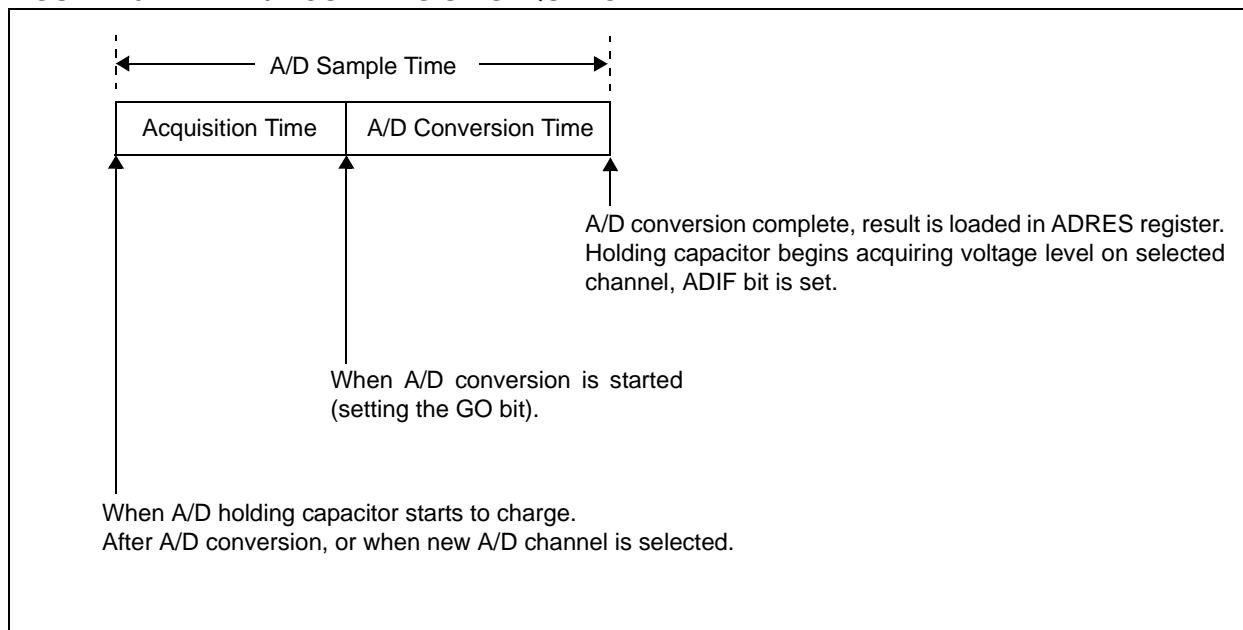 A/D Sample Time
Acquisition Time
A/D Conversion Time
A/D conversion complete, result is loaded in ADRES register.
Holding capacitor begins acquiring voltage level on selected
channel, ADIF bit is set.
When A/D conversion is started
(setting the GO bit).
When A/D holding capacitor starts to charge.
After A/D conversion, or when new A/D channel is selected.